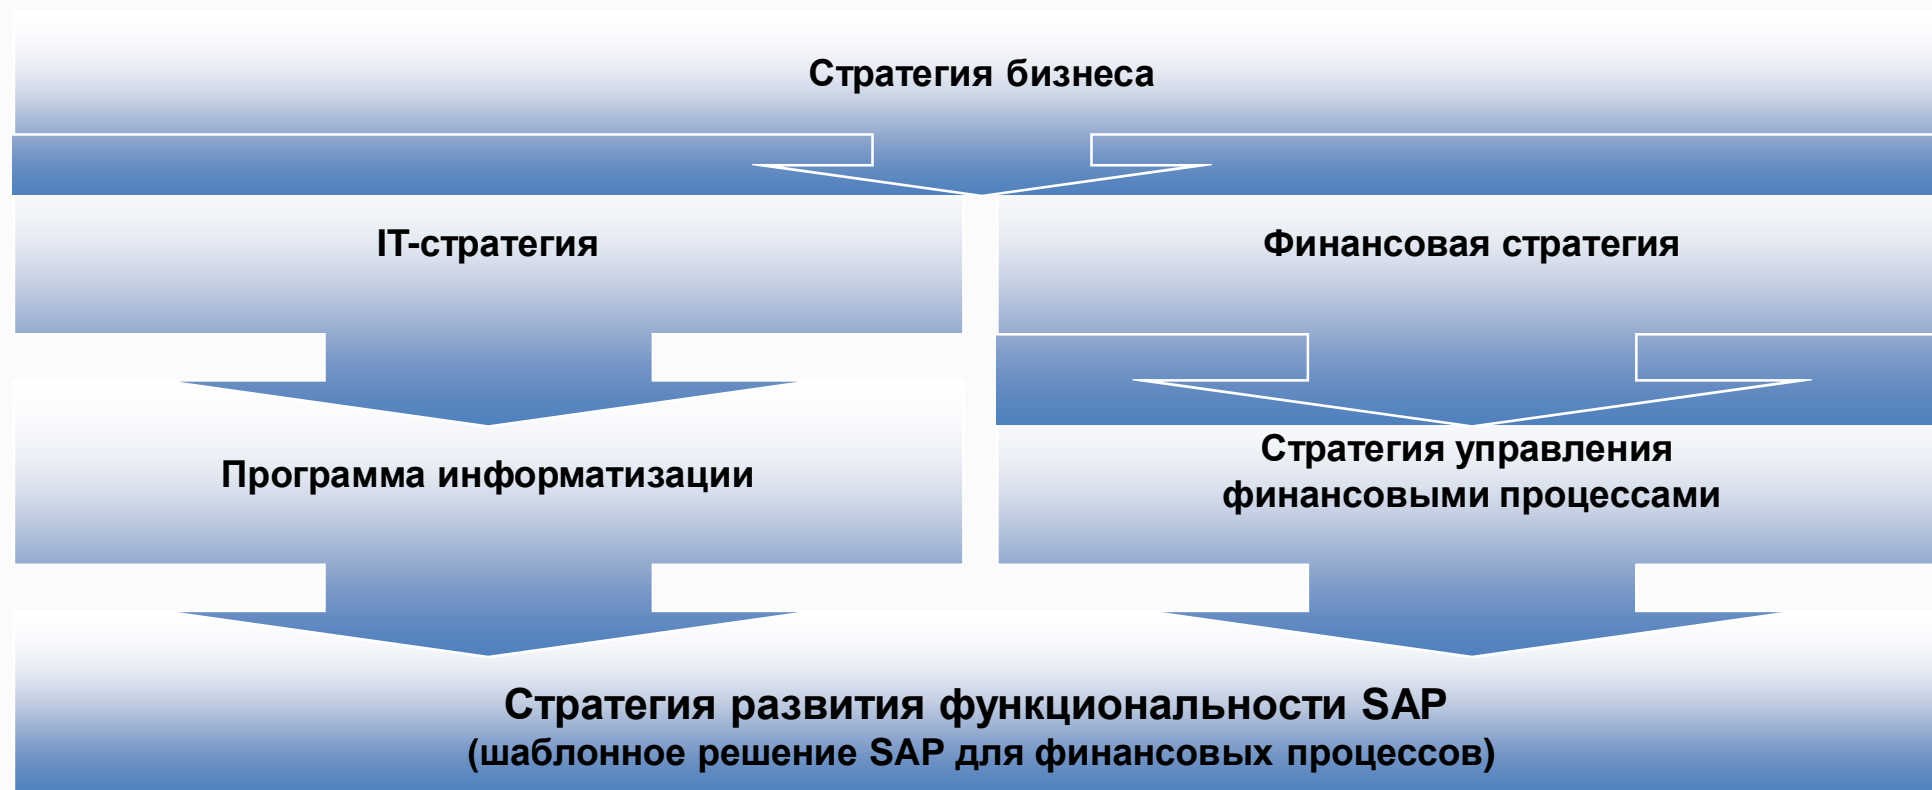 Стратегия бизнеса
IT-стратегия
Финансовая стратегия
Программа информатизации
Стратегия управления
финансовыми процессами
Стратегия развития функциональности SAP
(шаблонное решение SAP для финансовых процессов)